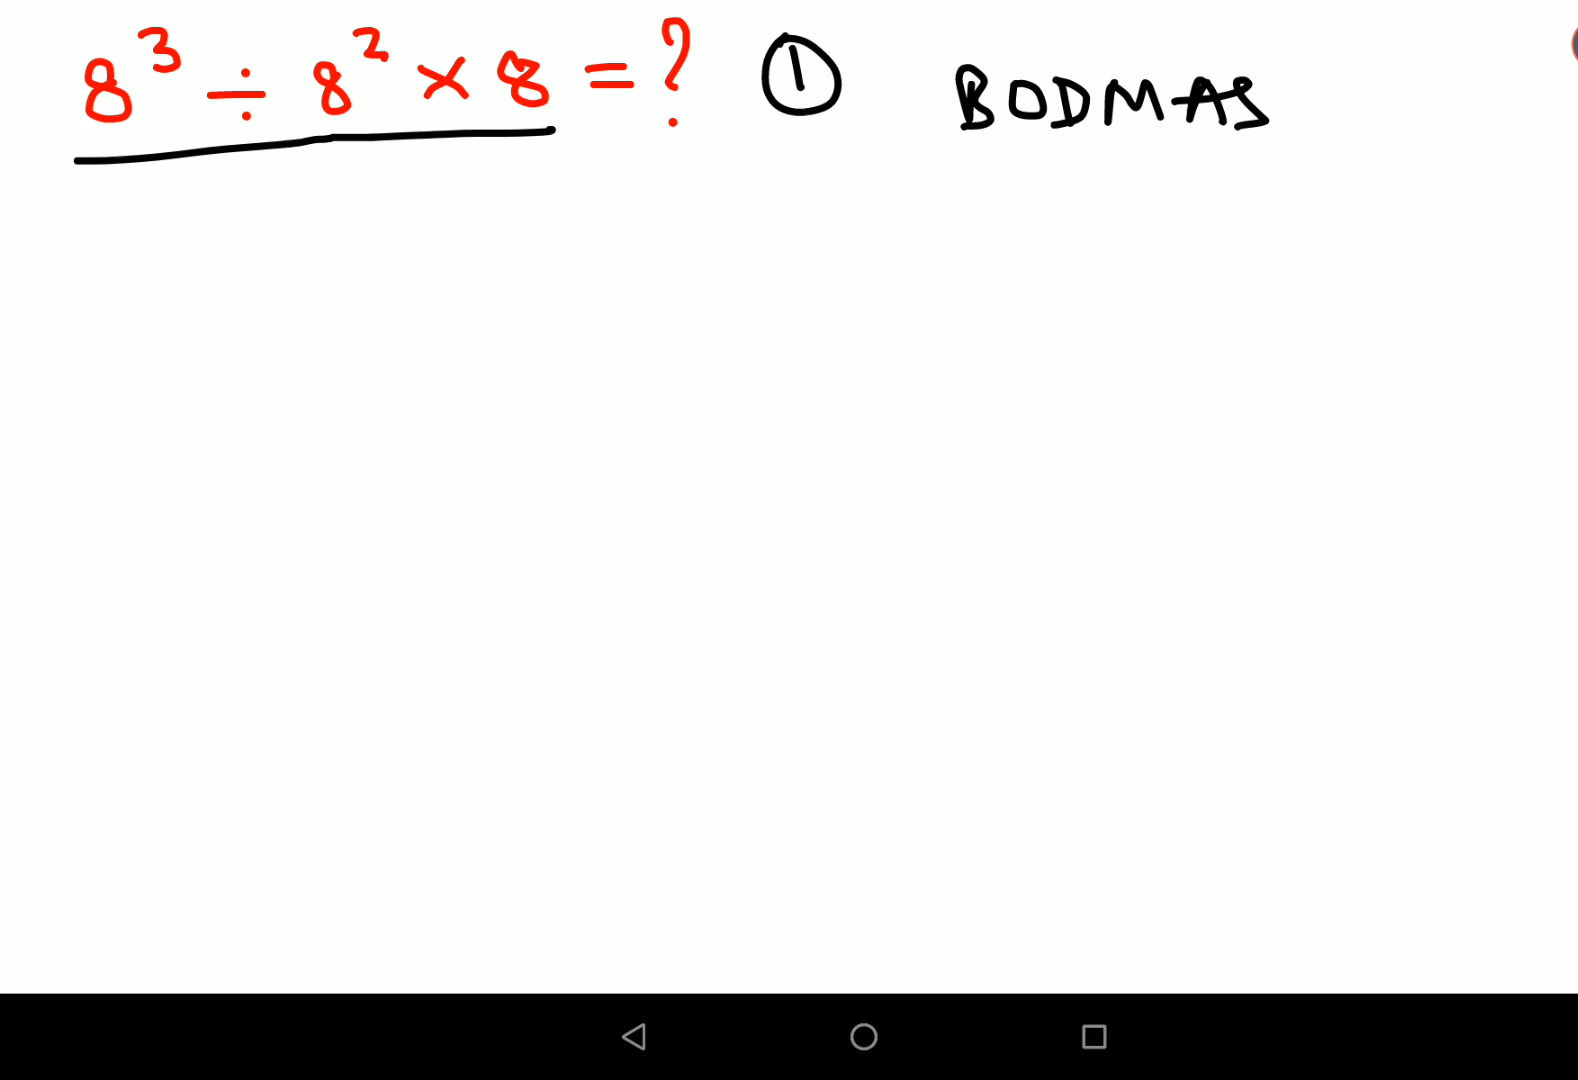 8³ ÷ 8² × 8 = ? ① BODMAS